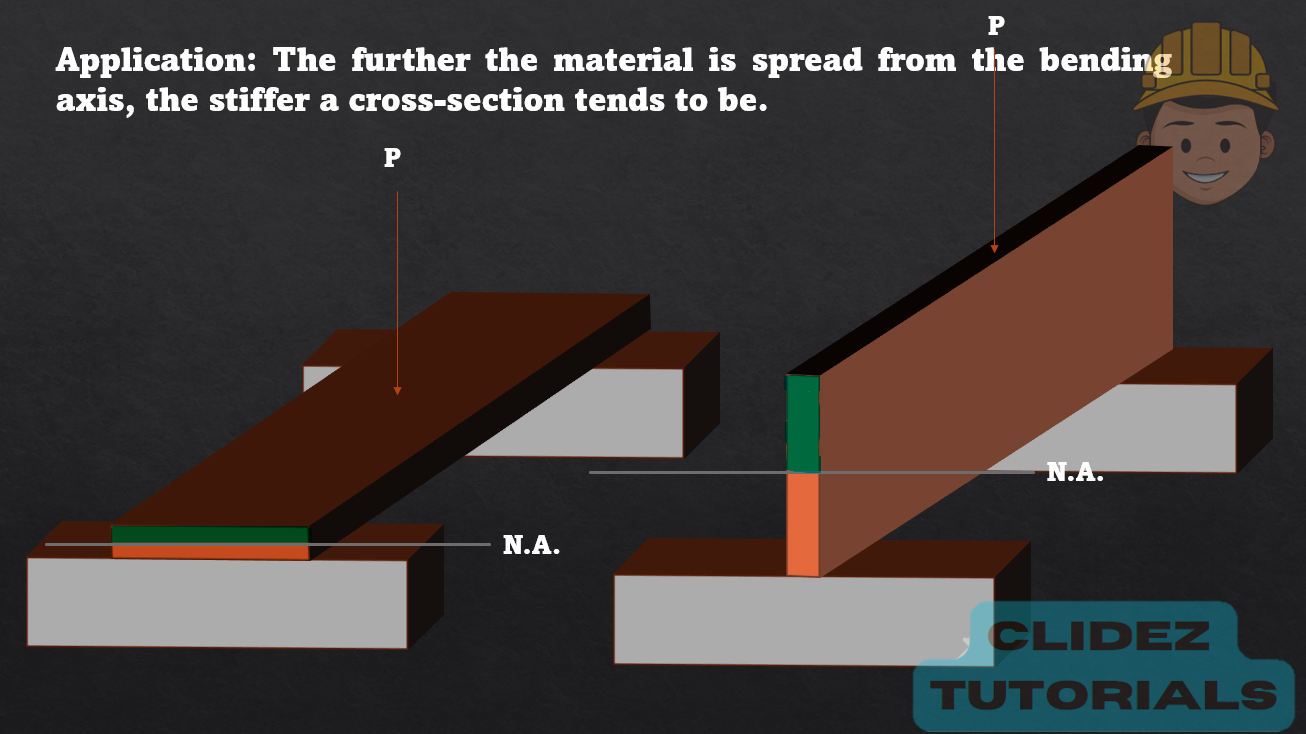 P
Application: The further the material is spread from the bending
axis, the stiffer a cross-section tends to be.
P
N.A.
N.A.
CLIDEZ
TUTORIALS